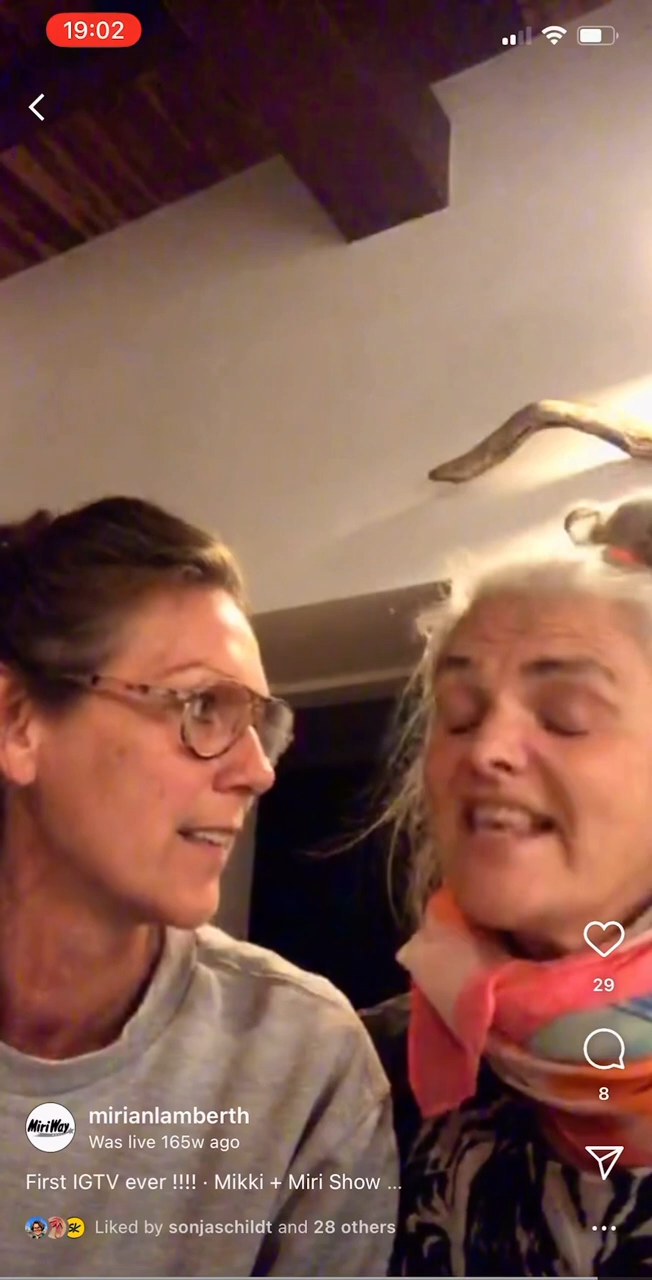 19:02
29
8
MiriWay
mirianlamberth
Was live 165w ago
First IGTV ever !!!! · Mikki + Miri Show ...
SK
Liked by sonjaschildt and 28 others